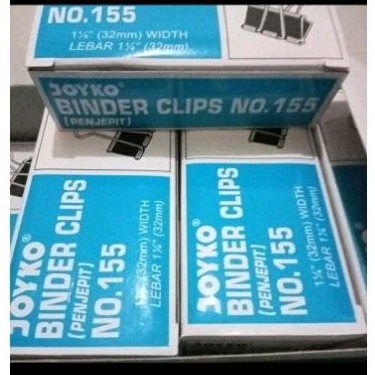 NO.155
1¼" (32mm) WIDTH
LEBAR 1¼" (32mm)
JOYKO®
BINDER CLIPS NO.155
[PENJEPIT]
JOYKO®
BINDER CLIPS
[PENJEPIT]
NO.155
1¼" (32mm) WIDTH
LEBAR 1¼" (32mm)
JOYKO®
BINDER CLIPS
[PENJEPIT]
NO.155
1¼" (32mm) WIDTH
LEBAR 1¼" (32mm)